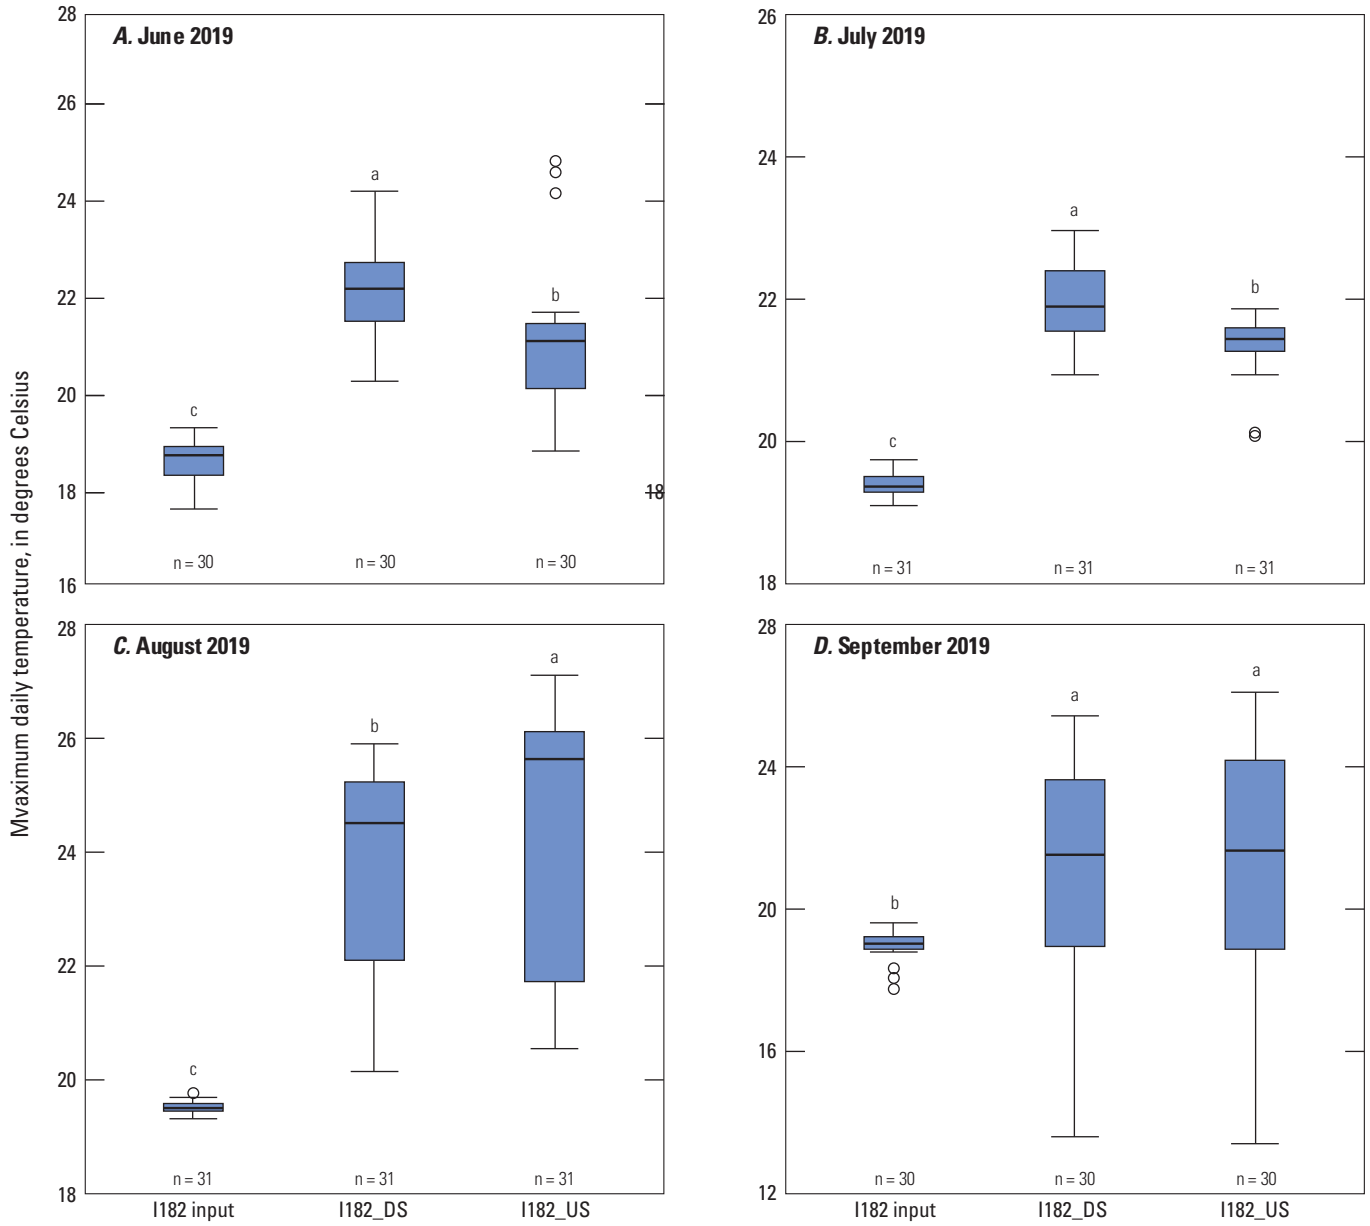 Mvaximum daily temperature, in degrees Celsius
A. June 2019
28
26
24
22
20
18
16
18
c
a
b
n = 30
n = 30
n = 30
B. July 2019
26
24
22
20
18
c
a
b
n = 31
n = 31
n = 31
C. August 2019
28
26
24
22
20
18
c
b
a
n = 31
n = 31
n = 31
I182 input
I182_DS
I182_US
D. September 2019
28
24
20
16
12
b
a
a
n = 30
n = 30
n = 30
I182 input
I182_DS
I182_US